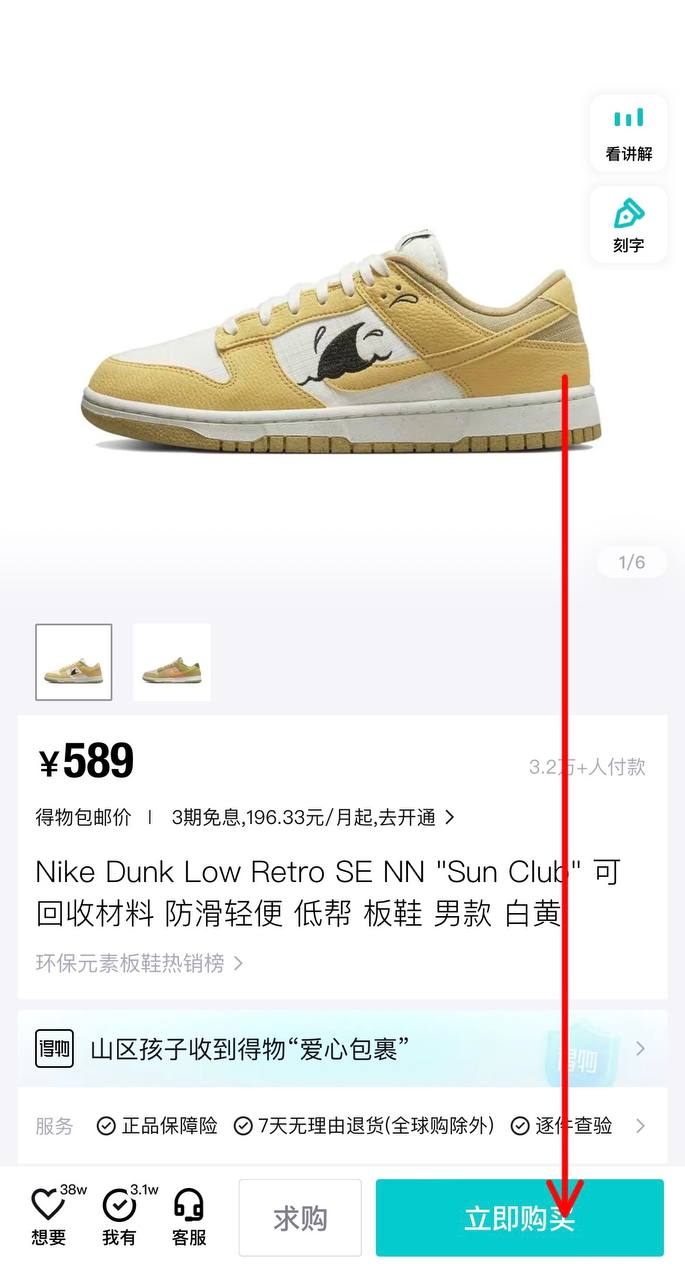 看讲解
刻字
1/6
¥589
3.2万+人付款
得物包邮价 | 3期免息,196.33元/月起,去开通 >
Nike Dunk Low Retro SE NN "Sun Club" 可
回收材料 防滑轻便 低帮 板鞋 男款 白黄
环保元素板鞋热销榜 >
得物 山区孩子收到得物“爱心包裹” >
得物
服务 正品保障险 7天无理由退货(全球购除外) 逐件查验 >
38w 3.1w
想要 我有 客服 求购 立即购买